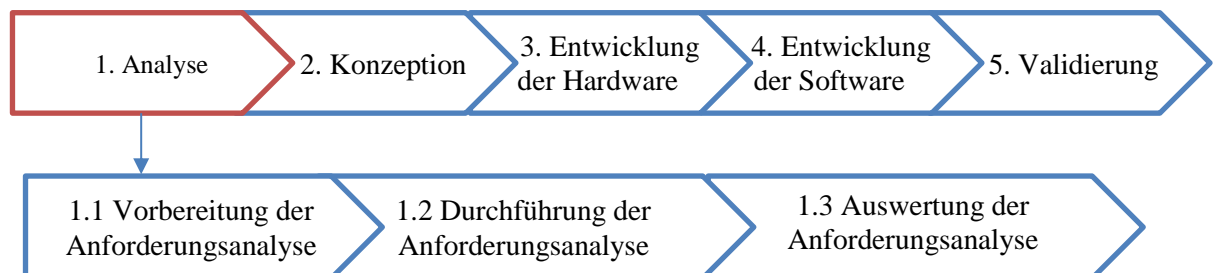 1. Analyse
2. Konzeption
3. Entwicklung
der Hardware
4. Entwicklung
der Software
5. Validierung
1.1 Vorbereitung der
Anforderungsanalyse
1.2 Durchführung der
Anforderungsanalyse
1.3 Auswertung der
Anforderungsanalyse